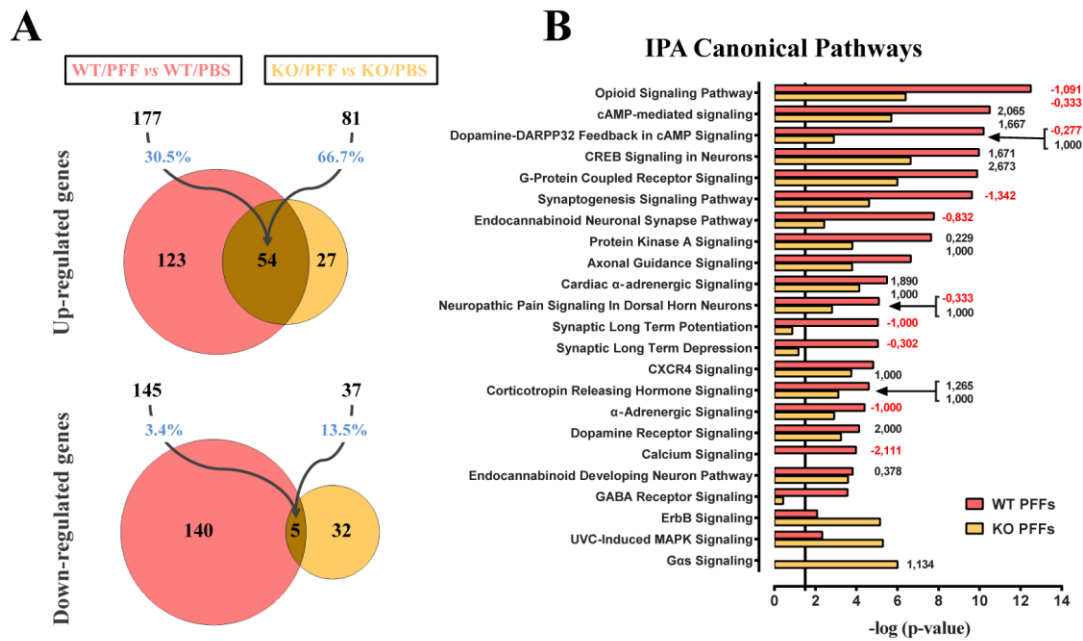 A
WT/PFF vs WT/PBS
KO/PFF vs KO/PBS
Up-regulated genes
177
81
30.5%
66.7%
123
54
27
Down-regulated genes
145
37
3.4%
13.5%
140
5
32
B
IPA Canonical Pathways
Opioid Signaling Pathway
-1,091
-0,333
cAMP-mediated signaling
2,065
1,667
Dopamine-DARPP32 Feedback in cAMP Signaling
-0,277
1,000
CREB Signaling in Neurons
1,671
2,673
G-Protein Coupled Receptor Signaling
Synaptogenesis Signaling Pathway
-1,342
Endocannabinoid Neuronal Synapse Pathway
-0,832
Protein Kinase A Signaling
0,229
1,000
Axonal Guidance Signaling
Cardiac α-adrenergic Signaling
1,890
1,000
Neuropathic Pain Signaling In Dorsal Horn Neurons
-0,333
1,000
Synaptic Long Term Potentiation
-1,000
Synaptic Long Term Depression
-0,302
CXCR4 Signaling
1,000
Corticotropin Releasing Hormone Signaling
1,265
1,000
α-Adrenergic Signaling
-1,000
Dopamine Receptor Signaling
2,000
Calcium Signaling
-2,111
Endocannabinoid Developing Neuron Pathway
0,378
GABA Receptor Signaling
ErbB Signaling
UVC-Induced MAPK Signaling
Gαs Signaling
1,134
WT PFFs
KO PFFs
0 2 4 6 8 10 12 14
-log (p-value)